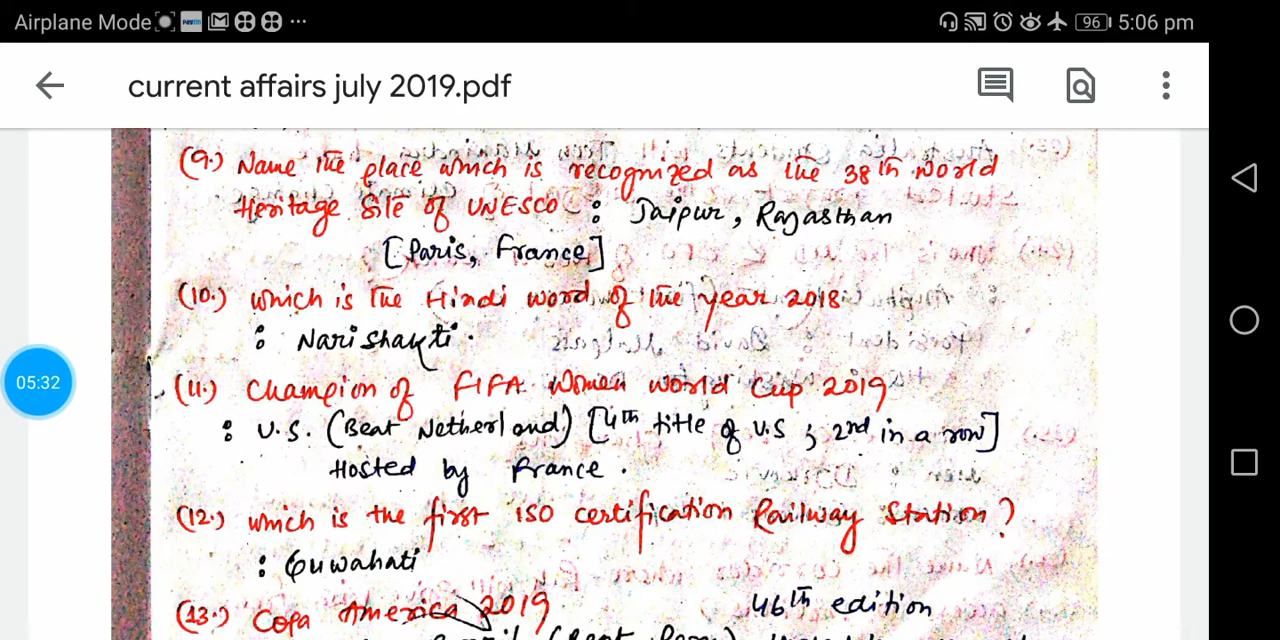 Airplane Mode ... 96 5:06 pm
current affairs july 2019.pdf
(9.) Name the place which is recognized as the 38th world
Heritage Site of UNESCO : Jaipur, Rajasthan
[Paris, France]
(10.) which is the Hindi word of the year 2018
: Nari Shakti.
05:32
(11.) Champion of FIFA Women World Cup 2019
: U.S. (Beat Netherland) [4th title of U.S ; 2nd in a row]
Hosted by France.
(12.) which is the first ISO certification Railway Station?
: Guwahati
(13.) Copa America 2019 46th edition